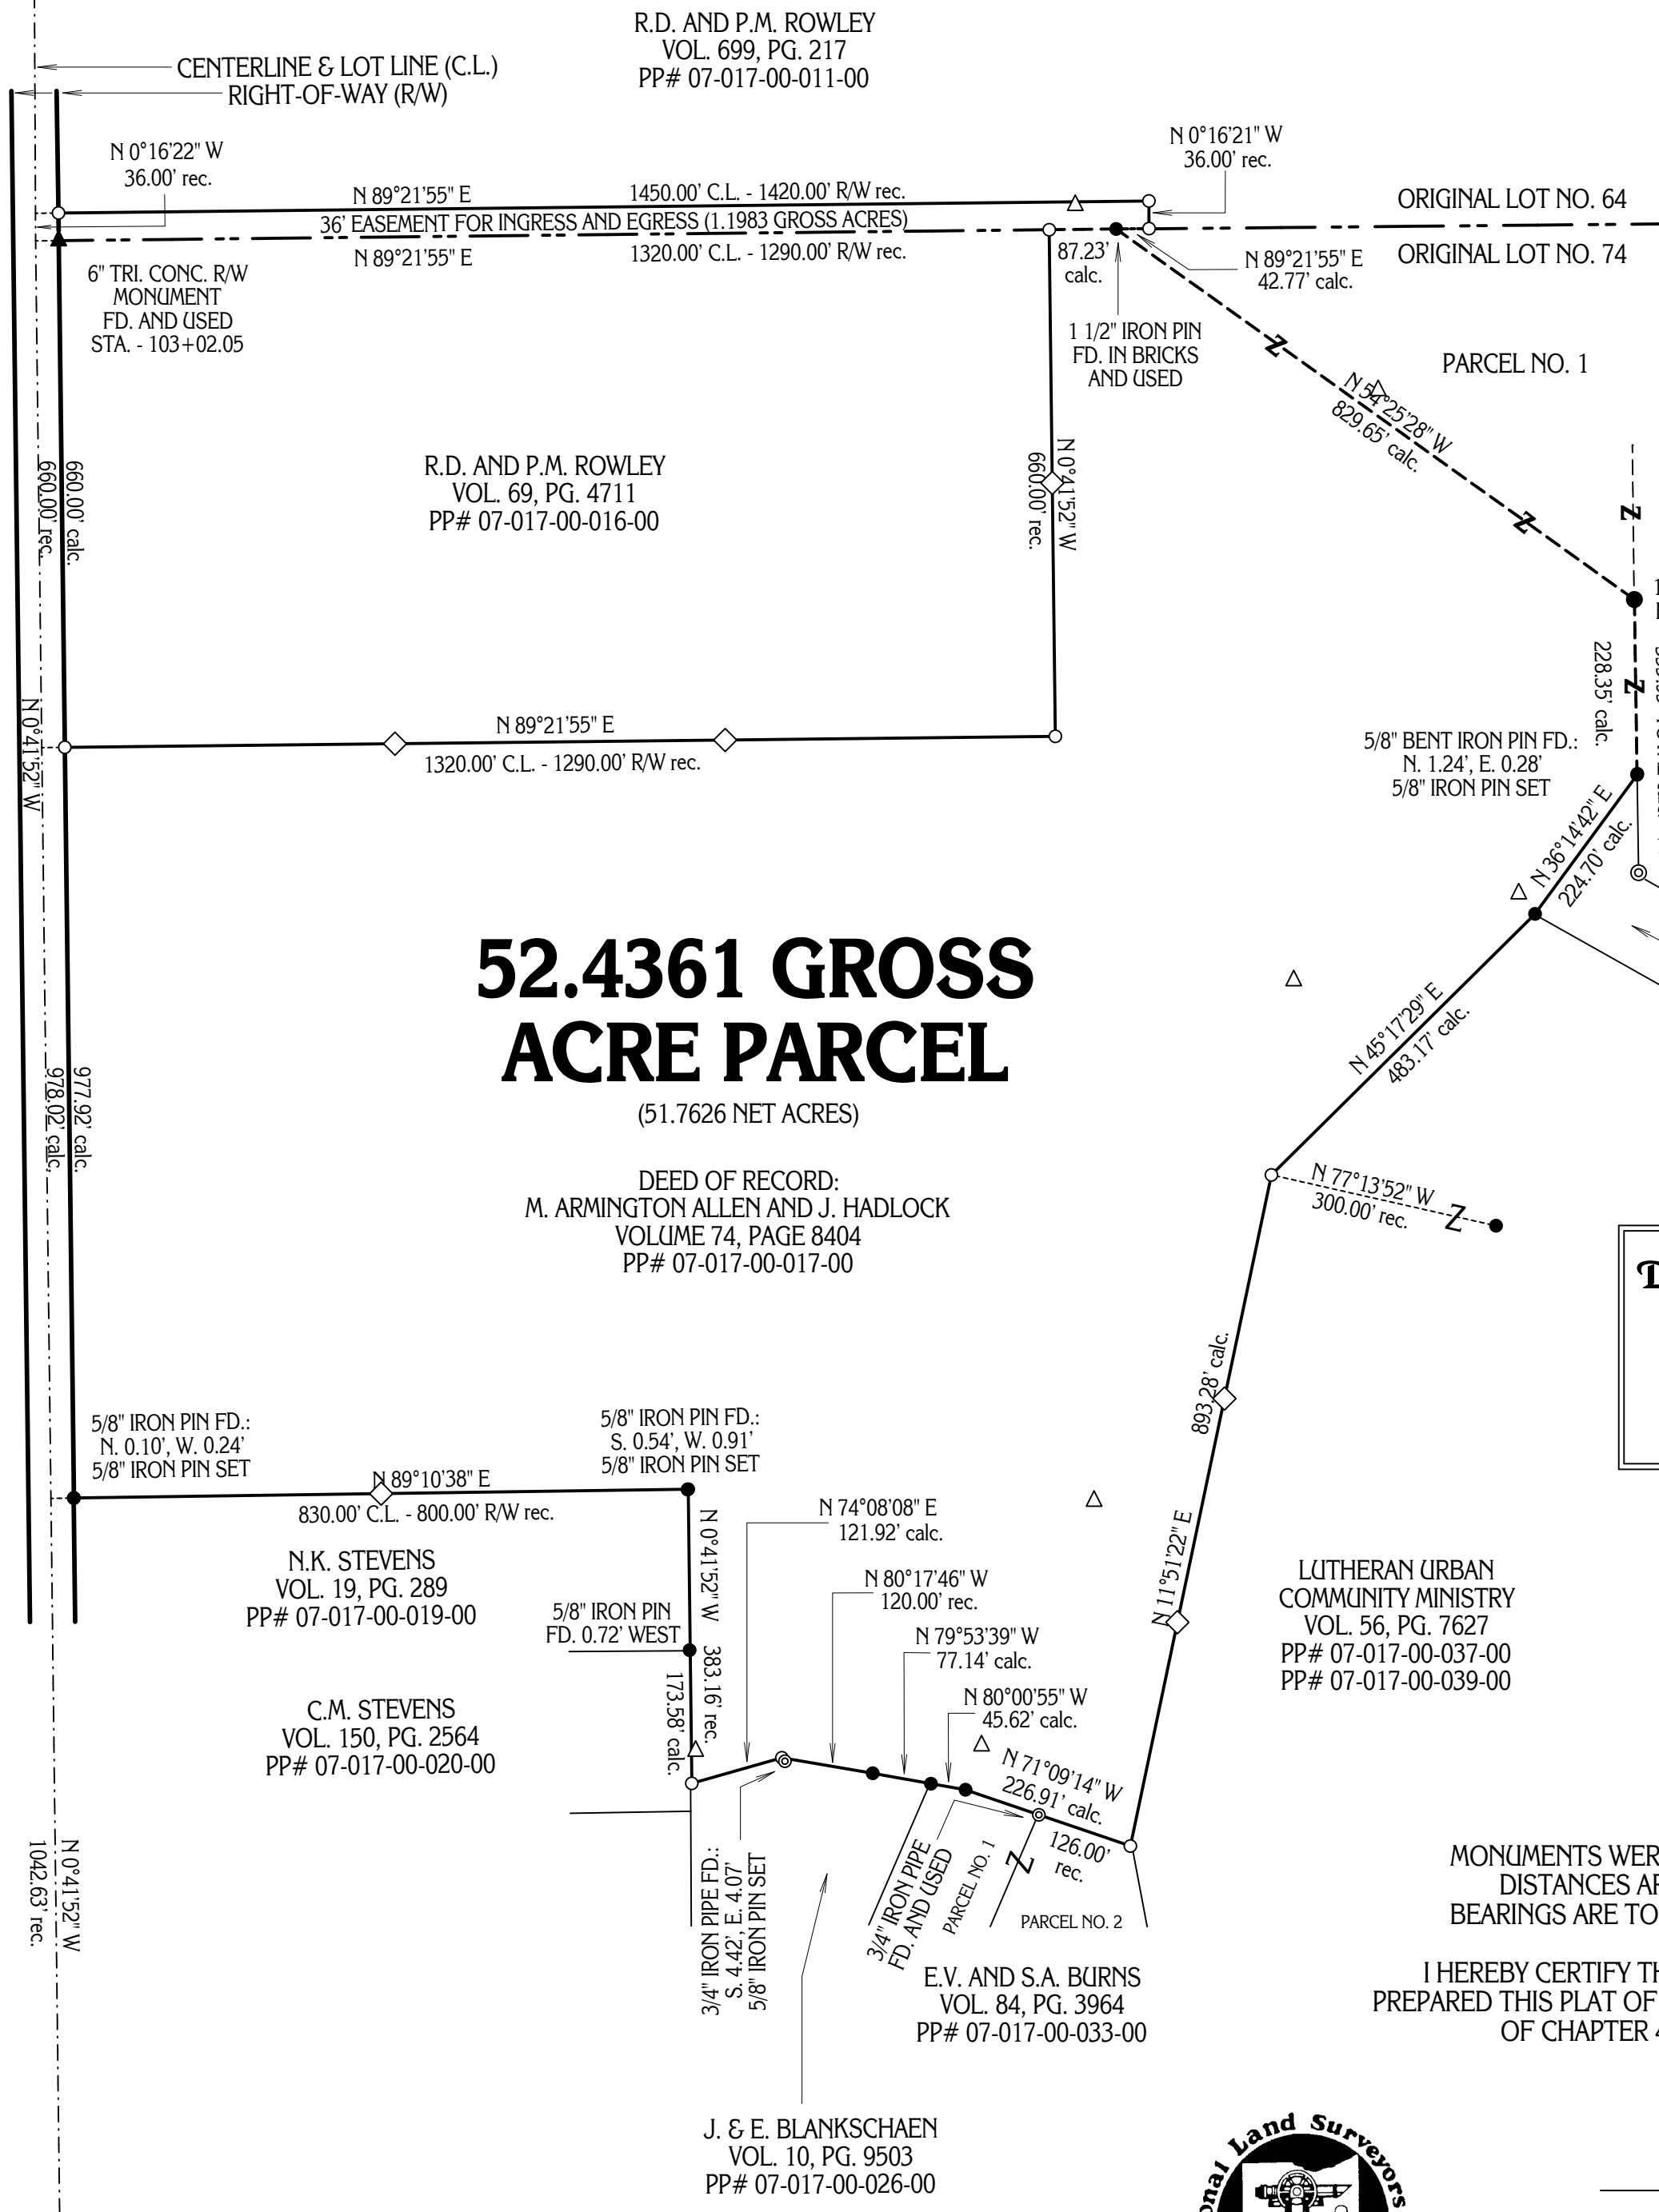 R.D. AND P.M. ROWLEY
VOL. 699, PG. 217
PP# 07-017-00-011-00
CENTERLINE & LOT LINE (C.L.)
RIGHT-OF-WAY (R/W)
N 0°16'22" W
36.00' rec.
N 0°16'21" W
36.00' rec.
N 89°21'55" E
1450.00' C.L. - 1420.00' R/W rec.
36' EASEMENT FOR INGRESS AND EGRESS (1.1983 GROSS ACRES)
N 89°21'55" E
1320.00' C.L. - 1290.00' R/W rec.
ORIGINAL LOT NO. 64
ORIGINAL LOT NO. 74
87.23'
calc.
N 89°21'55" E
42.77' calc.
6" TRI. CONC. R/W
MONUMENT
FD. AND USED
STA. - 103+02.05
1 1/2" IRON PIN
FD. IN BRICKS
AND USED
PARCEL NO. 1
N 54°25'28" W
829.65' calc.
Z
Z
Z
Z
660.00' calc.
660.00' rec.
R.D. AND P.M. ROWLEY
VOL. 69, PG. 4711
PP# 07-017-00-016-00
N 0°41'52" W
660.00' rec.
228.35' calc.
N 0°41'52" W
N 89°21'55" E
1320.00' C.L. - 1290.00' R/W rec.
5/8" BENT IRON PIN FD.:
N. 1.24', E. 0.28'
5/8" IRON PIN SET
N 36°14'42" E
224.70' calc.
52.4361 GROSS
ACRE PARCEL
(51.7626 NET ACRES)
N 45°17'29" E
483.17' calc.
977.92' calc.
978.02' calc.
DEED OF RECORD:
M. ARMINGTON ALLEN AND J. HADLOCK
VOLUME 74, PAGE 8404
PP# 07-017-00-017-00
N 77°13'52" W
300.00' rec.
Z
893.28' calc.
N 11°51'22" E
5/8" IRON PIN FD.:
N. 0.10', W. 0.24'
5/8" IRON PIN SET
5/8" IRON PIN FD.:
S. 0.54', W. 0.91'
5/8" IRON PIN SET
N 89°10'38" E
830.00' C.L. - 800.00' R/W rec.
N 74°08'08" E
121.92' calc.
N 0°41'52" W
383.16' rec.
N.K. STEVENS
VOL. 19, PG. 289
PP# 07-017-00-019-00
N 80°17'46" W
120.00' rec.
5/8" IRON PIN
FD. 0.72' WEST
N 79°53'39" W
77.14' calc.
LUTHERAN URBAN
COMMUNITY MINISTRY
VOL. 56, PG. 7627
PP# 07-017-00-037-00
PP# 07-017-00-039-00
173.58' calc.
N 80°00'55" W
45.62' calc.
C.M. STEVENS
VOL. 150, PG. 2564
PP# 07-017-00-020-00
N 71°09'14" W
226.91' calc.
126.00'
rec.
N 0°41'52" W
1042.63' rec.
3/4" IRON PIPE FD.:
S. 4.42', E. 4.07'
5/8" IRON PIN SET
3/4" IRON PIPE
FD. AND USED
PARCEL NO. 1
Z
PARCEL NO. 2
MONUMENTS WER
DISTANCES AR
BEARINGS ARE TO
E.V. AND S.A. BURNS
VOL. 84, PG. 3964
PP# 07-017-00-033-00
I HEREBY CERTIFY TH
PREPARED THIS PLAT OF
OF CHAPTER 4
J. & E. BLANKSCHAEN
VOL. 10, PG. 9503
PP# 07-017-00-026-00
onal Land Surveyors